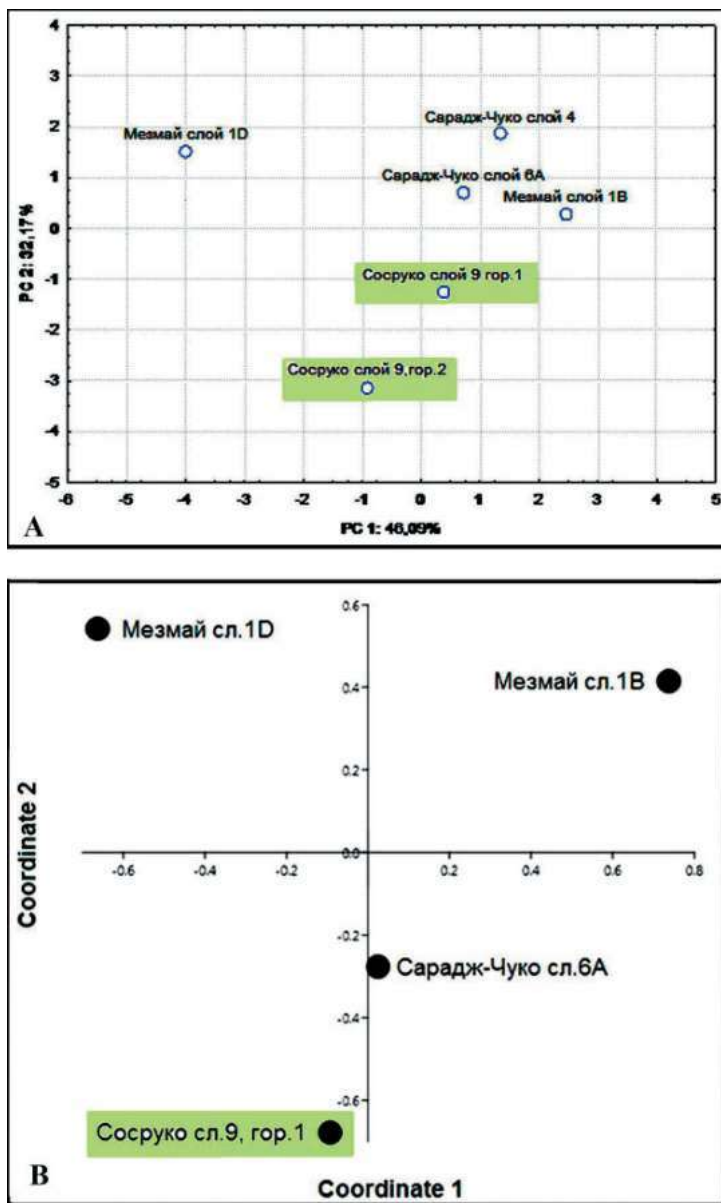 4
3
2
1
0
-1
-2
-3
-4
-5
PC 2: 32,17%
Мезмай слой 1D
Сарадж-Чуко слой 4
Сарадж-Чуко слой 6А
Мезмай слой 1В
Сосруко слой 9 гор.1
Сосруко слой 9,гор.2
-6 -5 -4 -3 -2 -1 0 1 2 3 4 5
A
PC 1: 46,09%
0.6
Мезмай сл.1D
Мезмай сл.1В
0.4
0.2
Coordinate 2
0.0
-0.6 -0.4 -0.2 0.2 0.4 0.6 0.8
-0.2
Сарадж-Чуко сл.6А
-0.4
-0.6
Сосруко сл.9, гор.1
B
Coordinate 1